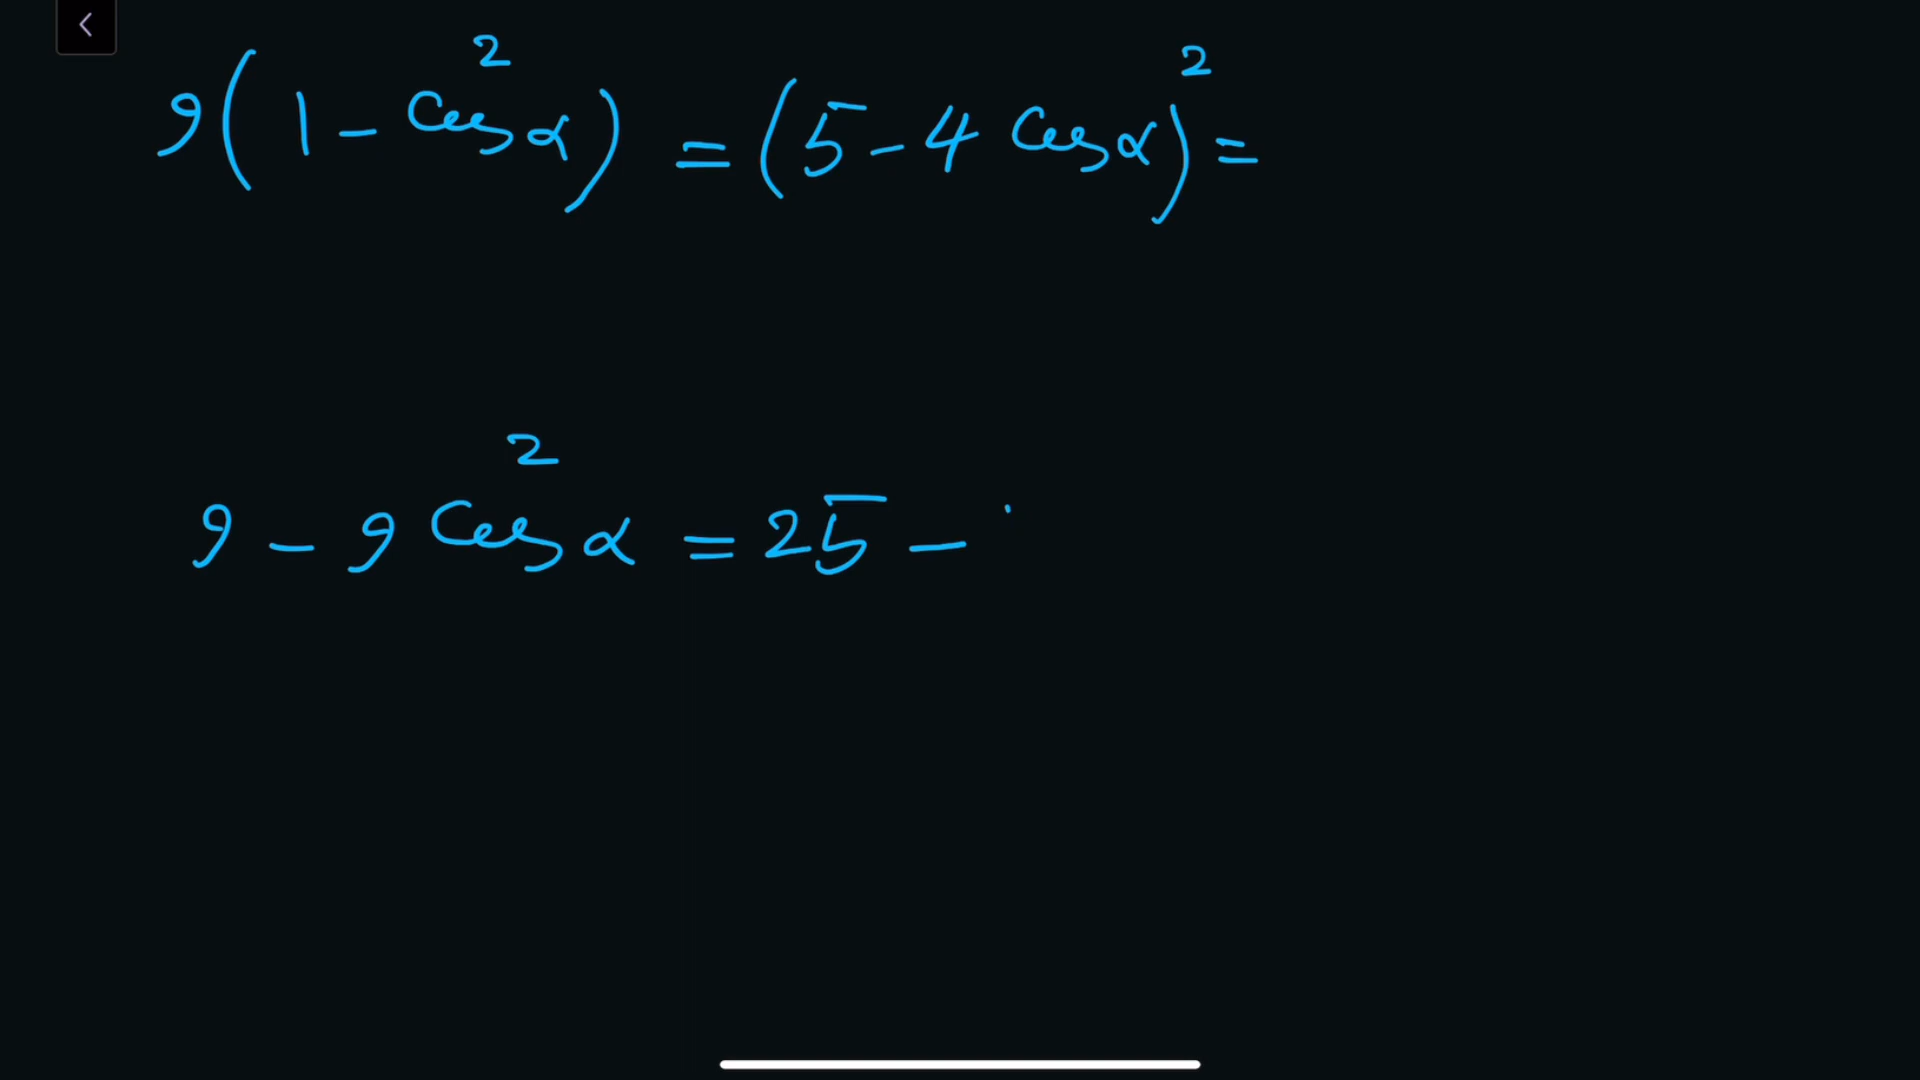 9(1 - Cos²α) = (5 - 4 Cosα)² =
9 - 9 Cos²α = 25 -